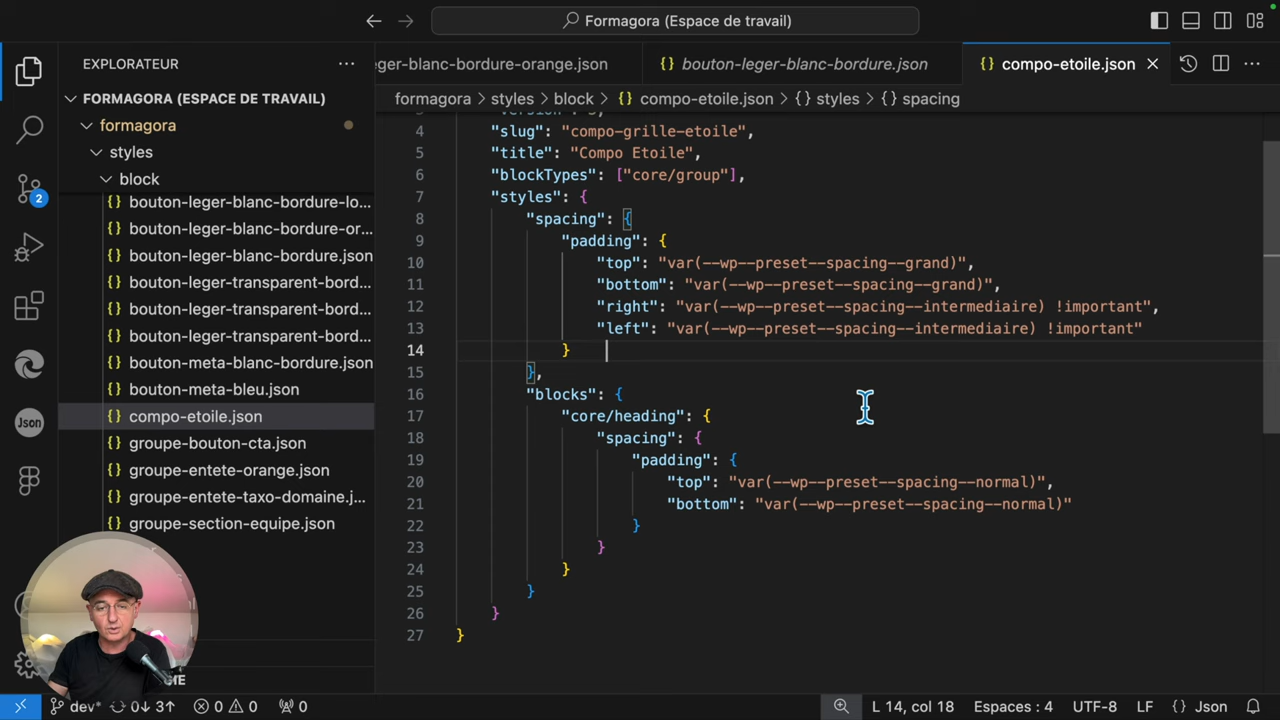 Formagora (Espace de travail)
EXPLORATEUR
eger-blanc-bordure-orange.json
bouton-leger-blanc-bordure.json
compo-etoile.json
FORMAGORA (ESPACE DE TRAVAIL)
formagora
styles
block
bouton-leger-blanc-bordure-lo...
bouton-leger-blanc-bordure-or...
bouton-leger-blanc-bordure.json
bouton-leger-transparent-bord...
bouton-leger-transparent-bord...
bouton-leger-transparent-bord...
bouton-meta-blanc-bordure.json
bouton-meta-bleu.json
compo-etoile.json
groupe-bouton-cta.json
groupe-entete-orange.json
groupe-entete-taxo-domaine.j...
groupe-section-equipe.json
2
Json
formagora > styles > block > {} compo-etoile.json > {} styles > {} spacing
4 "slug": "compo-grille-etoile",
5 "title": "Compo Etoile",
6 "blockTypes": ["core/group"],
7 "styles": {
8 "spacing": {
9 "padding": {
10 "top": "var(--wp--preset--spacing--grand)",
11 "bottom": "var(--wp--preset--spacing--grand)",
12 "right": "var(--wp--preset--spacing--intermediaire) !important",
13 "left": "var(--wp--preset--spacing--intermediaire) !important"
14 }
15 },
16 "blocks": {
17 "core/heading": {
18 "spacing": {
19 "padding": {
20 "top": "var(--wp--preset--spacing--normal)",
21 "bottom": "var(--wp--preset--spacing--normal)"
22 }
23 }
24 }
25 }
26 }
27 }
dev* 0↓ 3↑ 0 0 0
L 14, col 18 Espaces : 4 UTF-8 LF {} Json